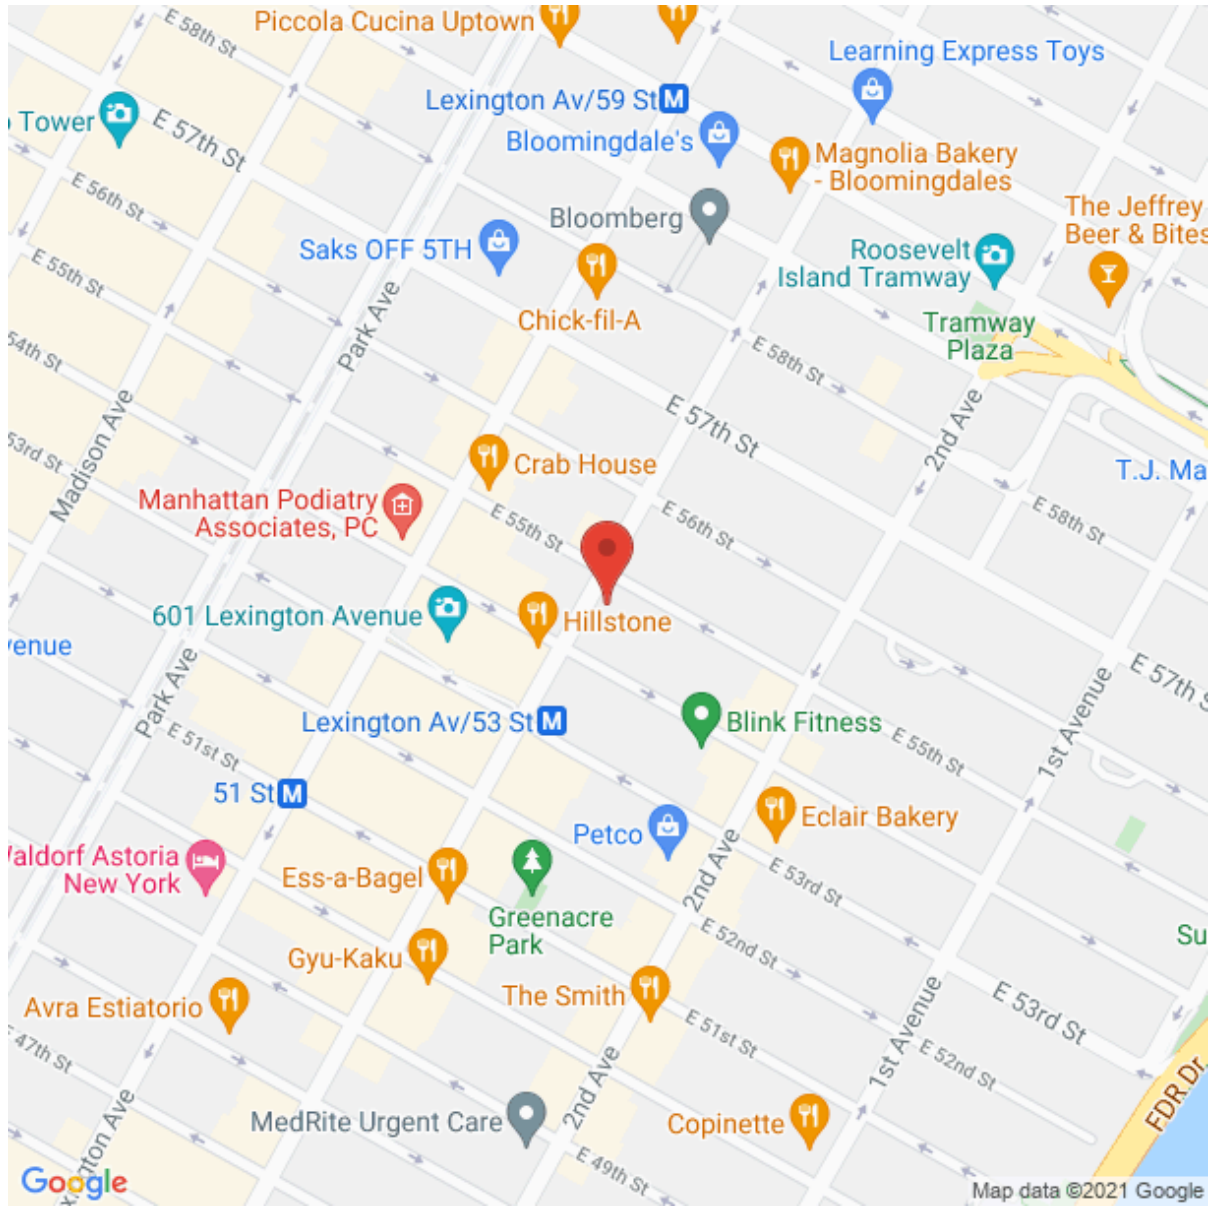 Piccola Cucina Uptown
E 58th St
Learning Express Toys
Lexington Av/59 St
M
Tower
E 57th St
Bloomingdale's
Magnolia Bakery
- Bloomingdales
E 56th St
Bloomberg
The Jeffrey
Beer & Bites
Saks OFF 5TH
Roosevelt
Island Tramway
E 55th St
Chick-fil-A
Park Ave
Tramway
Plaza
54th St
E 58th St
Madison Ave
E 57th St
2nd Ave
53rd St
Crab House
T.J. Ma
Manhattan Podiatry
Associates, PC
E 55th St
E 56th St
E 58th St
601 Lexington Avenue
Hillstone
venue
Park Ave
E 57th S
Lexington Av/53 St
M
Blink Fitness
1st Avenue
E 51st St
E 55th St
51 St
M
Petco
Eclair Bakery
Waldorf Astoria
New York
Ess-a-Bagel
2nd Ave
E 53rd St
Greenacre
Park
Su
E 52nd St
Gyu-Kaku
The Smith
Avra Estiatorio
E 53rd St
E 47th St
E 51st St
1st Avenue
E 52nd St
2nd Ave
MedRite Urgent Care
Copinette
FDR Dr.
E 49th St
xington Ave
Google
Map data ©2021 Google